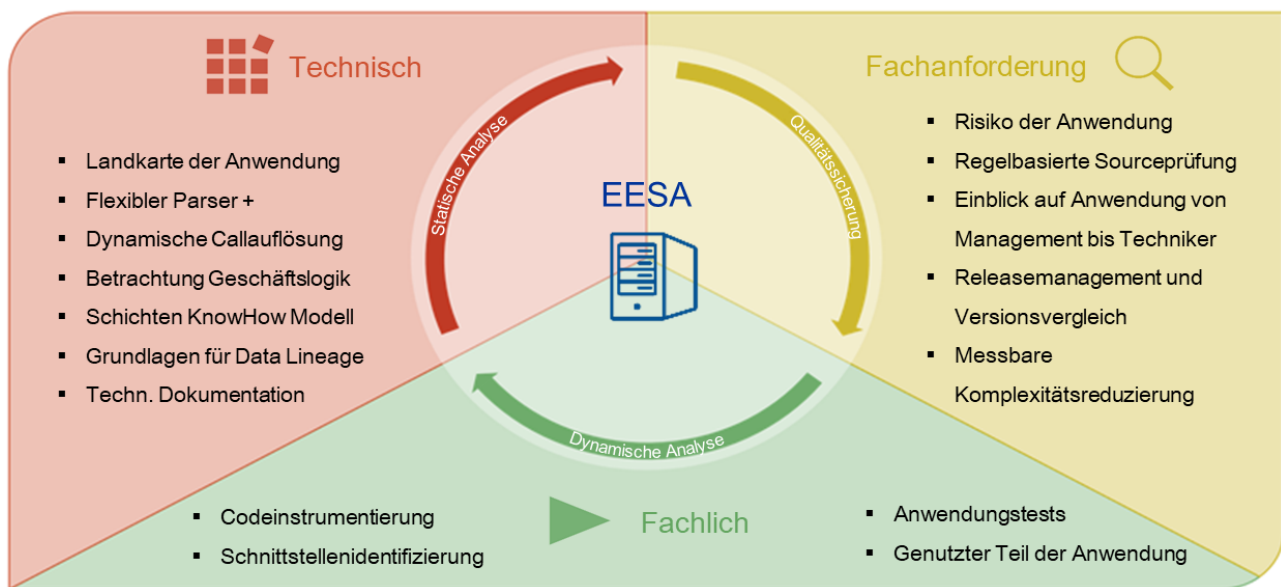 Technisch
Landkarte der Anwendung
Flexibler Parser +
Dynamische Callauflösung
Betrachtung Geschäftslogik
Schichten KnowHow Modell
Grundlagen für Data Lineage
Techn. Dokumentation
Statische Analyse
EESA
Qualitätssicherung
Dynamische Analyse
Fachanforderung
Risiko der Anwendung
Regelbasierte Sourceprüfung
Einblick auf Anwendung von
Management bis Techniker
Releasemanagement und
Versionsvergleich
Messbare
Komplexitätsreduzierung
Fachlich
Codeinstrumentierung
Schnittstellenidentifizierung
Anwendungstests
Genutzter Teil der Anwendung